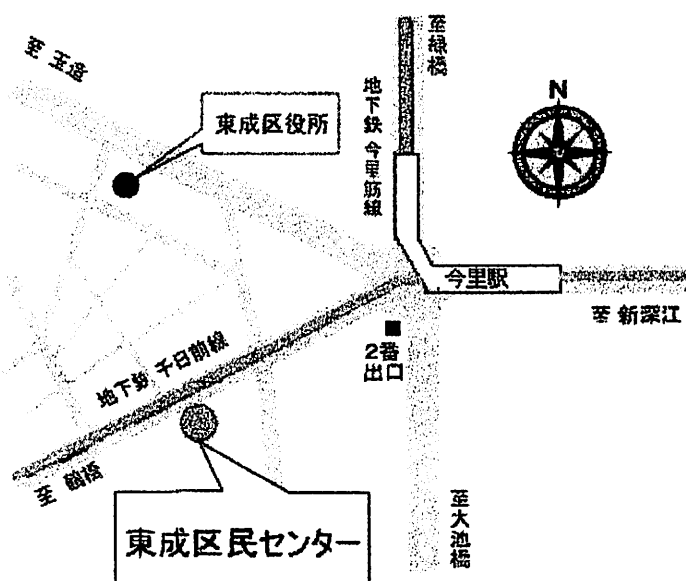 至 玉造
東成区役所
至緑橋
地下鉄 今里筋線
N
今里駅
至 新深江
2番
出口
地下鉄 千日前線
至 鶴橋
東成区民センター
至大池橋